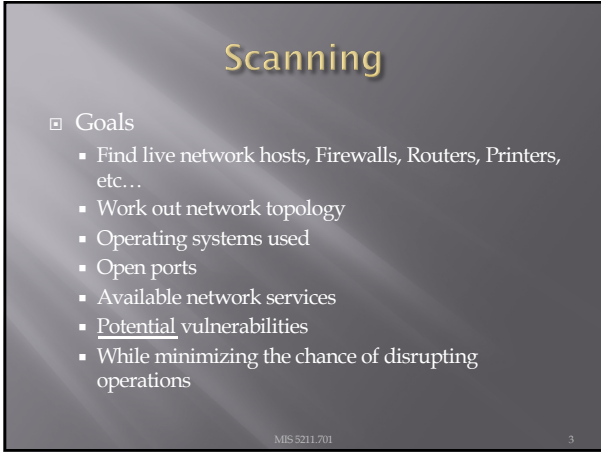 Scanning
Goals
Find live network hosts, Firewalls, Routers, Printers,
etc…
Work out network topology
Operating systems used
Open ports
Available network services
Potential vulnerabilities
While minimizing the chance of disrupting
operations
MIS 5211.701
3